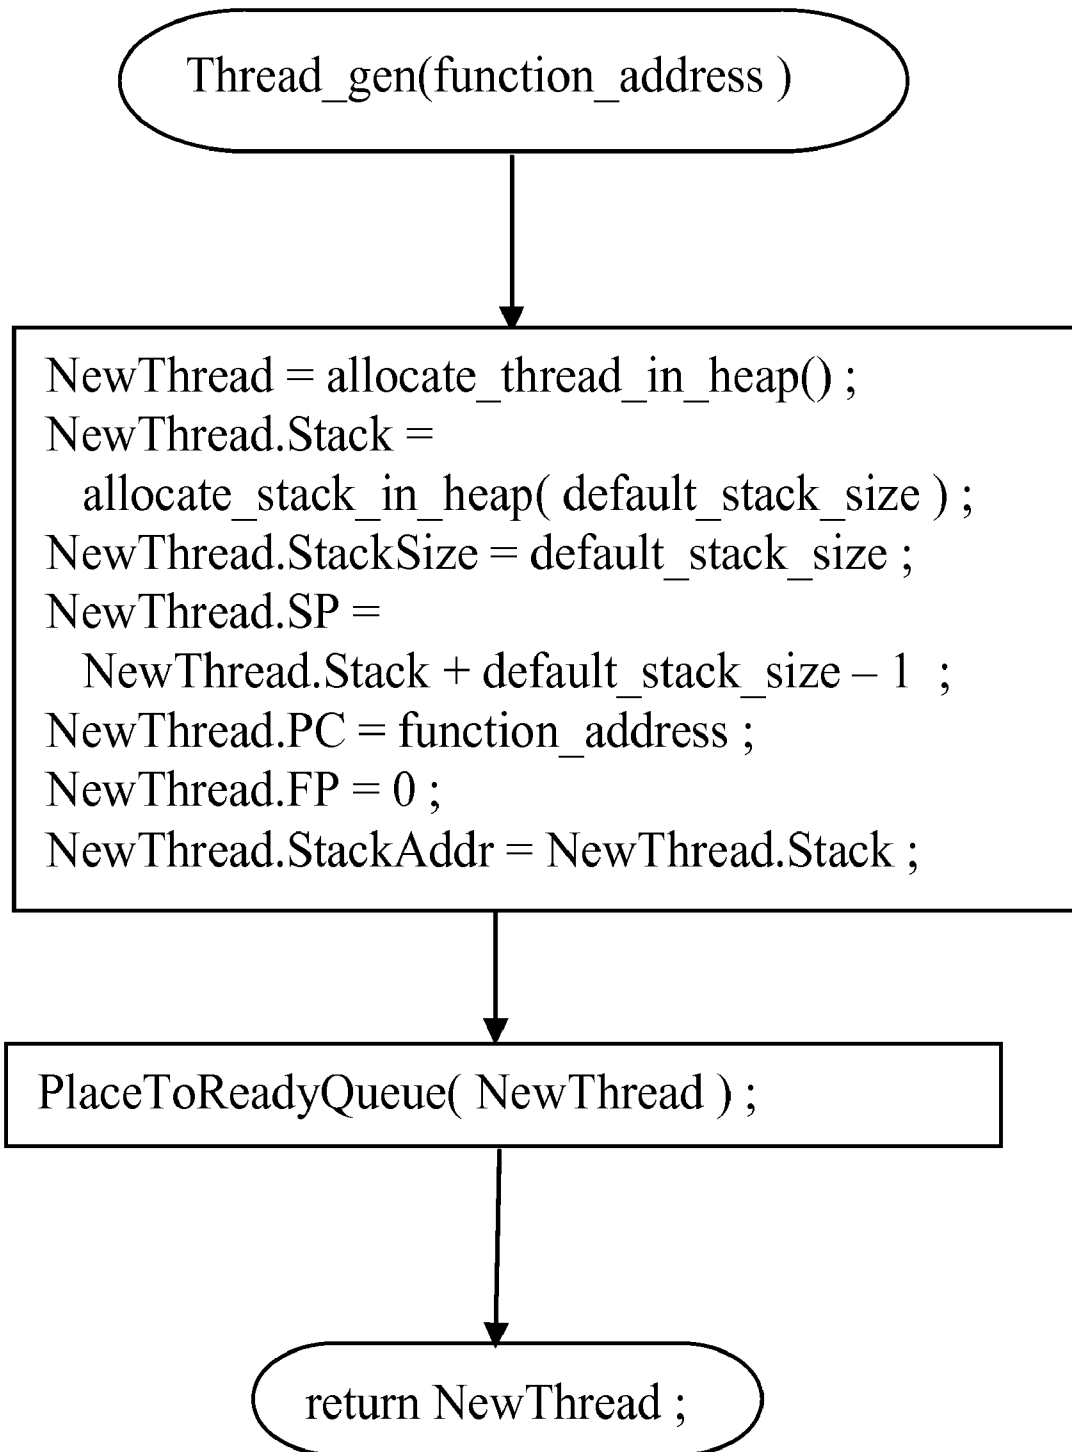 Thread_gen(function_address )
NewThread = allocate_thread_in_heap() ;
NewThread.Stack =
allocate_stack_in_heap( default_stack_size ) ;
NewThread.StackSize = default_stack_size ;
NewThread.SP =
NewThread.Stack + default_stack_size – 1 ;
NewThread.PC = function_address ;
NewThread.FP = 0 ;
NewThread.StackAddr = NewThread.Stack ;
PlaceToReadyQueue( NewThread ) ;
return NewThread ;